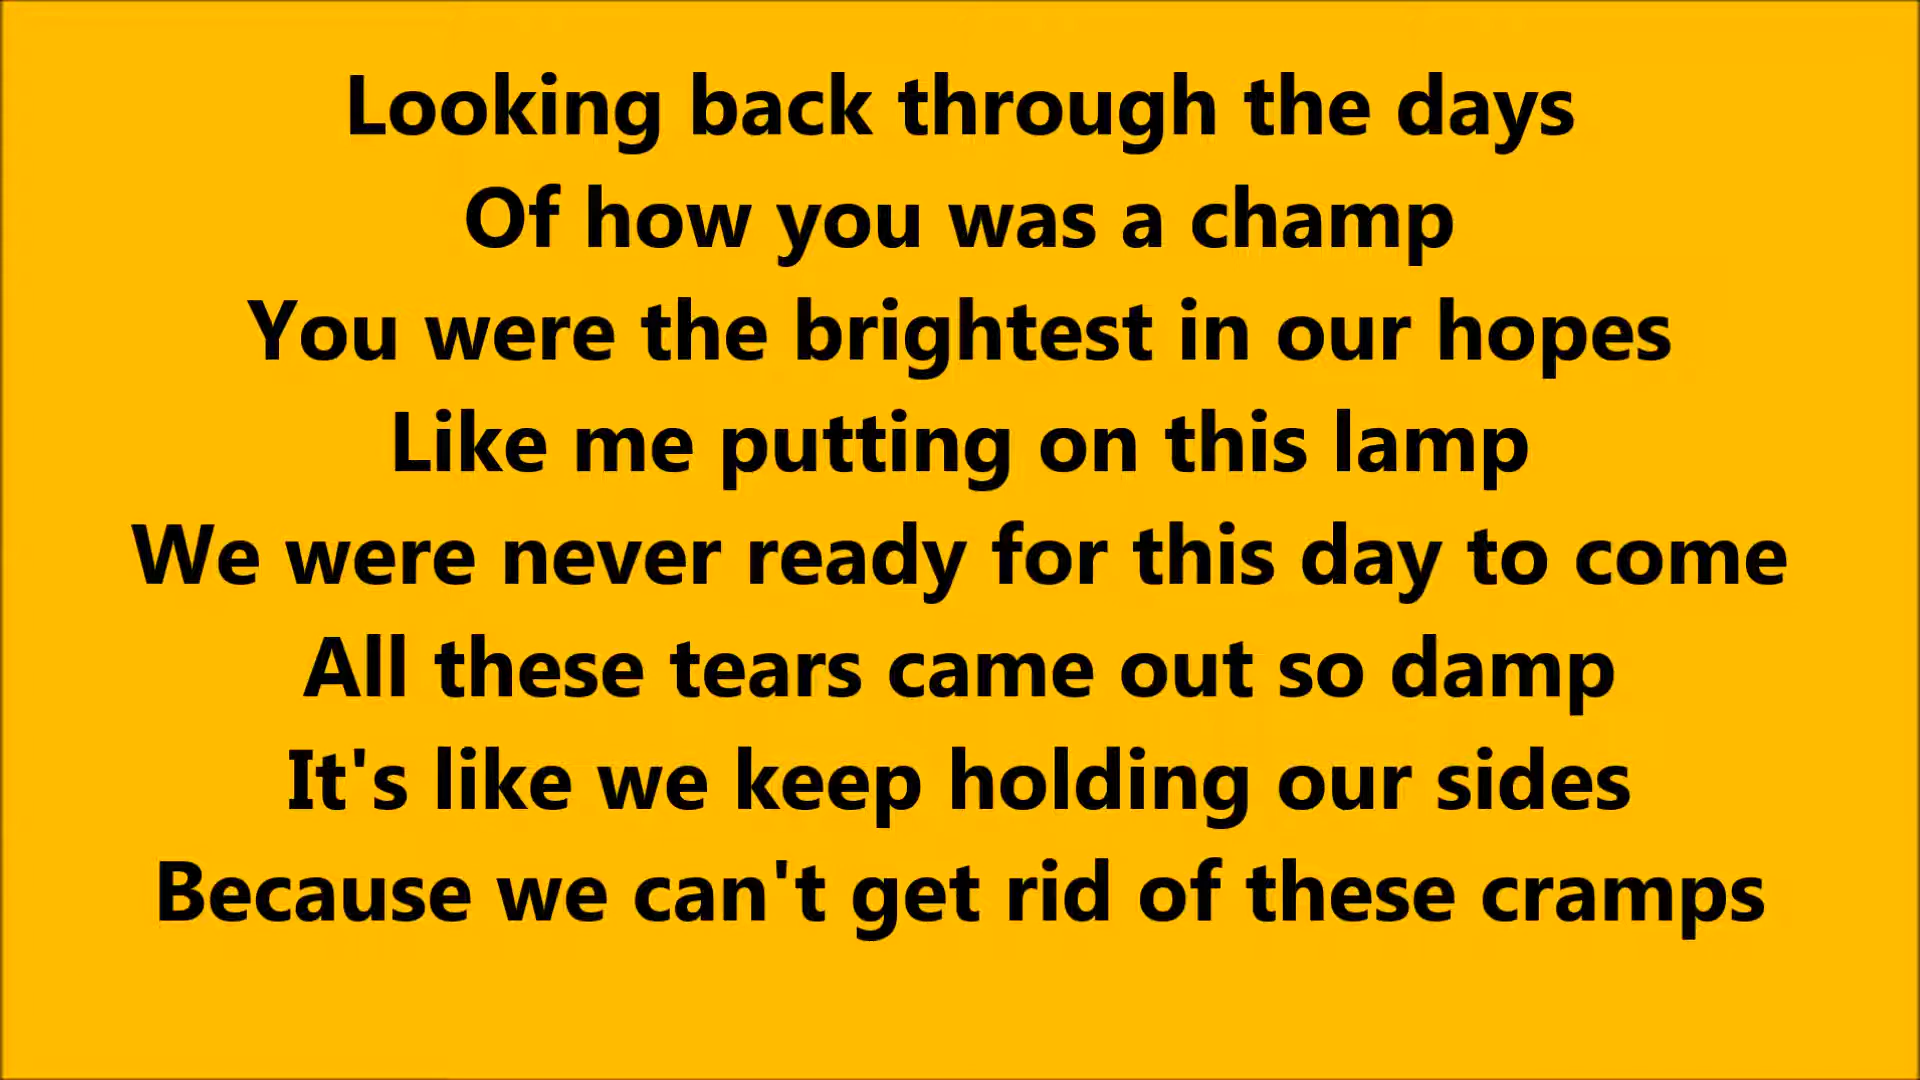 Looking back through the days
Of how you was a champ
You were the brightest in our hopes
Like me putting on this lamp
We were never ready for this day to come
All these tears came out so damp
It's like we keep holding our sides
Because we can't get rid of these cramps